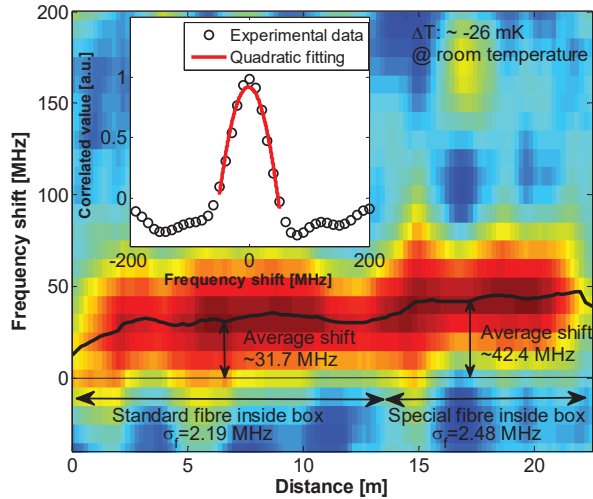 200
150
100
50
0
Frequency shift [MHz]
0
5
10
15
20
Distance [m]
ΔT: ~ -26 mK
@ room temperature
Experimental data
Quadratic fitting
Correlated value [a.u.]
1
0.5
0
-200
0
200
Frequency shift [MHz]
Average shift
~31.7 MHz
Average shift
~42.4 MHz
Standard fibre inside box
σf=2.19 MHz
Special fibre inside box
σf=2.48 MHz